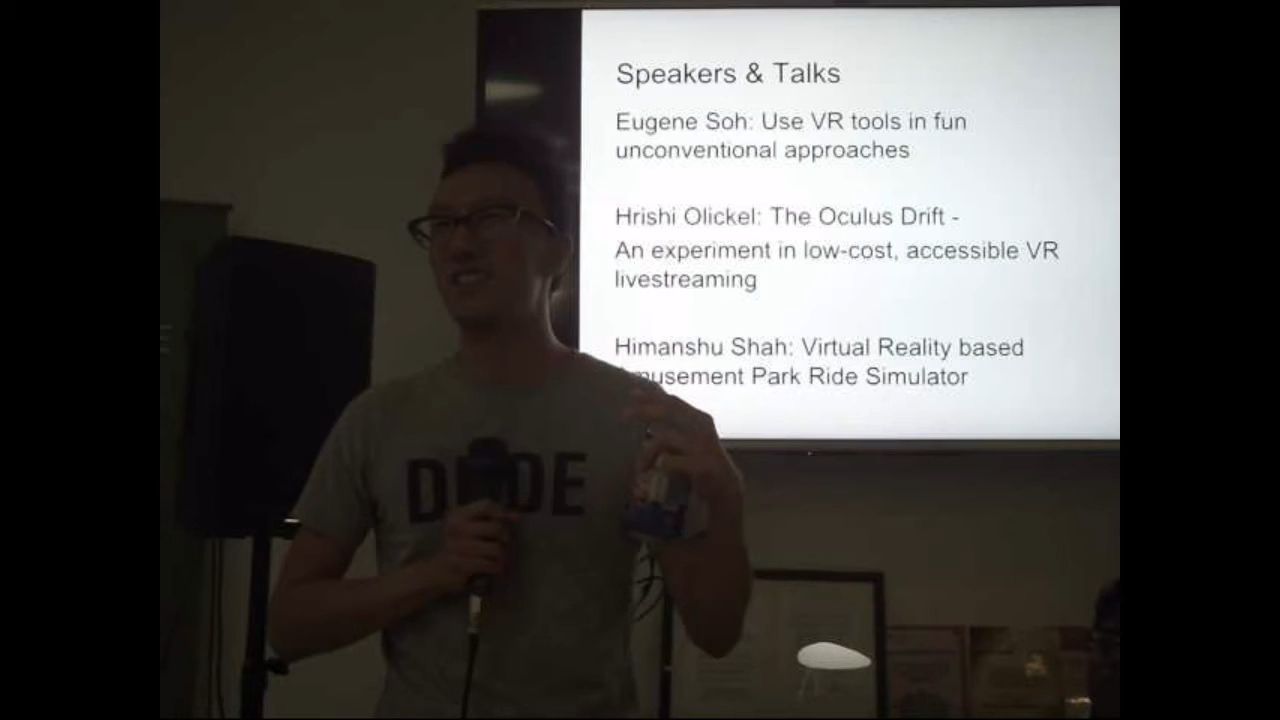 Speakers & Talks
Eugene Soh: Use VR tools in fun
unconventional approaches
Hrishi Olickel: The Oculus Drift -
An experiment in low-cost, accessible VR
livestreaming
Himanshu Shah: Virtual Reality based
Amusement Park Ride Simulator